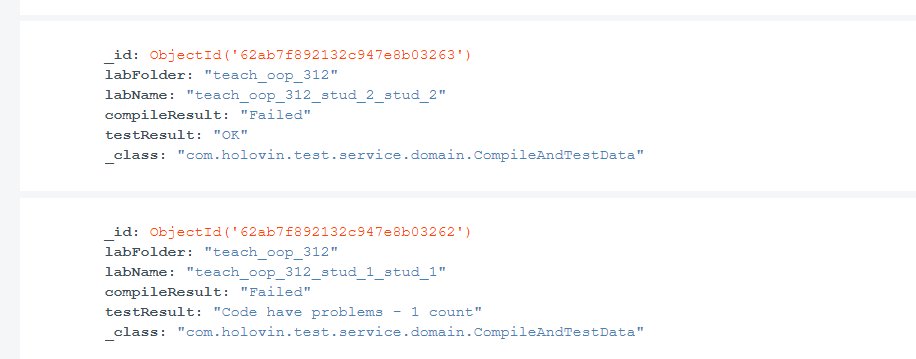 _id: ObjectId('62ab7f892132c947e8b03263')
labFolder: "teach_oop_312"
labName: "teach_oop_312_stud_2_stud_2"
compileResult: "Failed"
testResult: "OK"
_class: "com.holovin.test.service.domain.CompileAndTestData"
_id: ObjectId('62ab7f892132c947e8b03262')
labFolder: "teach_oop_312"
labName: "teach_oop_312_stud_1_stud_1"
compileResult: "Failed"
testResult: "Code have problems - 1 count"
_class: "com.holovin.test.service.domain.CompileAndTestData"